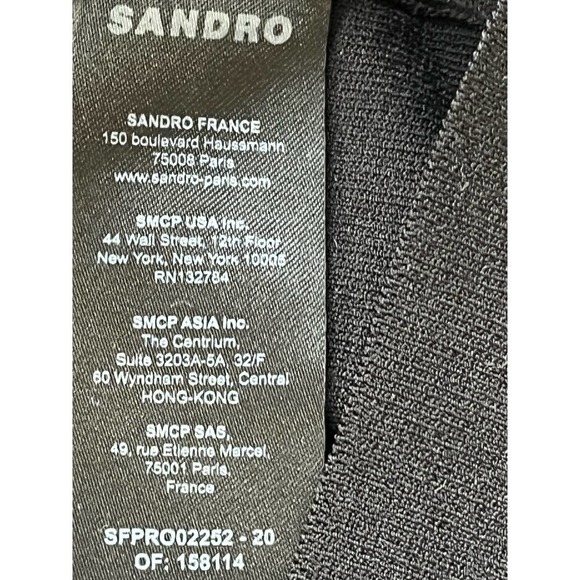 SANDRO
SANDRO FRANCE
150 boulevard Haussmann
75008 Paris
www.sandro-paris.com
SMCP USA Inc.
44 Wall Street, 12th Floor
New York, New York 10005
RN132784
SMCP ASIA Inc.
The Centrium,
Suite 3203A-5A, 32/F
60 Wyndham Street, Central
HONG-KONG
SMCP SAS,
49, rue Etienne Marcel,
75001 Paris,
France
SFPRO02252 - 20
OF: 158114